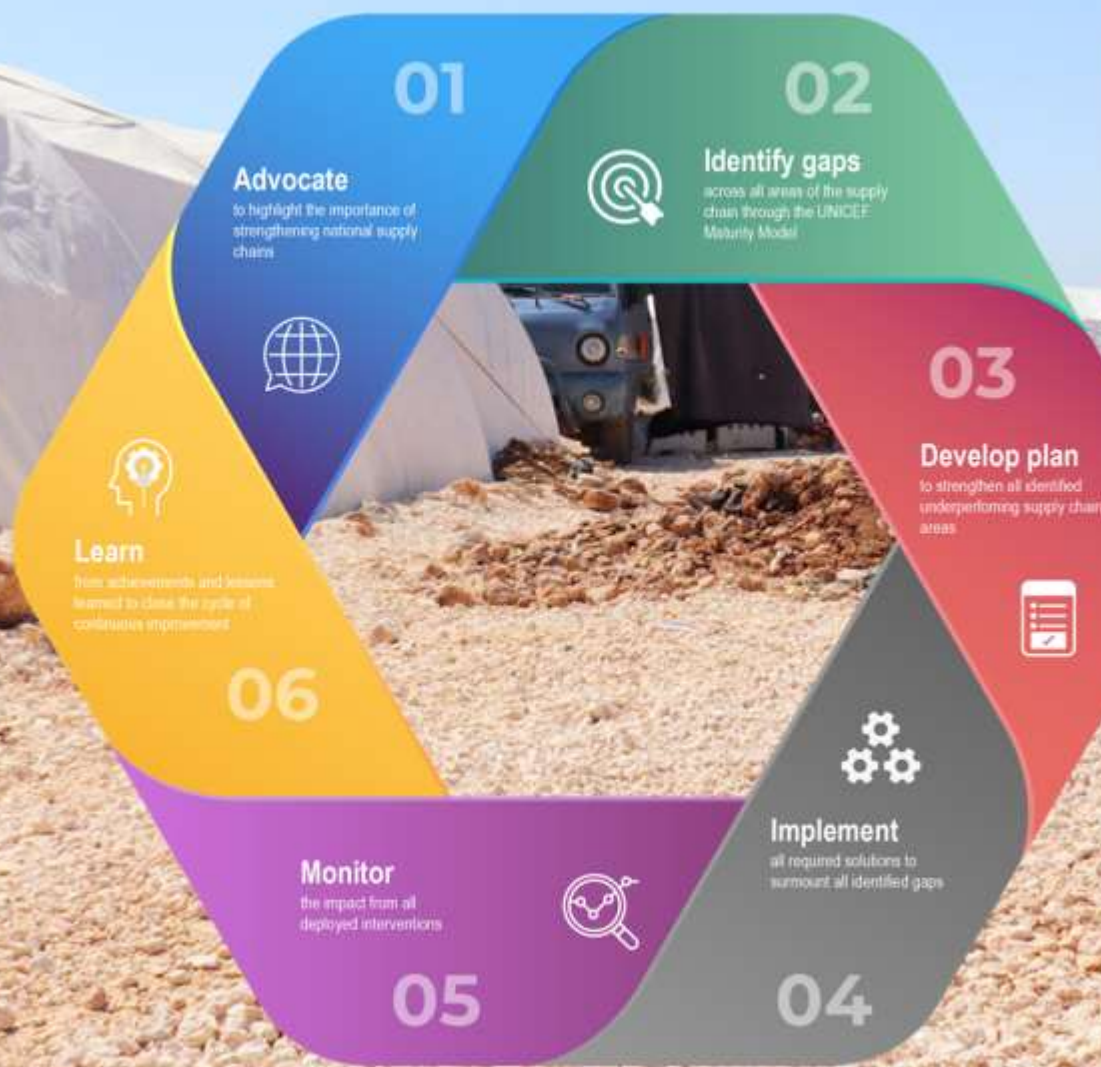 01
Advocate
to highlight the importance of
strengthening national supply
chains
02
Identify gaps
across all areas of the supply
chain through the UNICEF
Maturity Model
03
Develop plan
to strengthen all identified
underperfoming supply chain
areas
Implement
all required solutions to
surmount all identified gaps
04
Monitor
the impact from all
deployed interventions
05
Learn
from achievements and lessons
learned to close the cycle of
continuous improvement
06